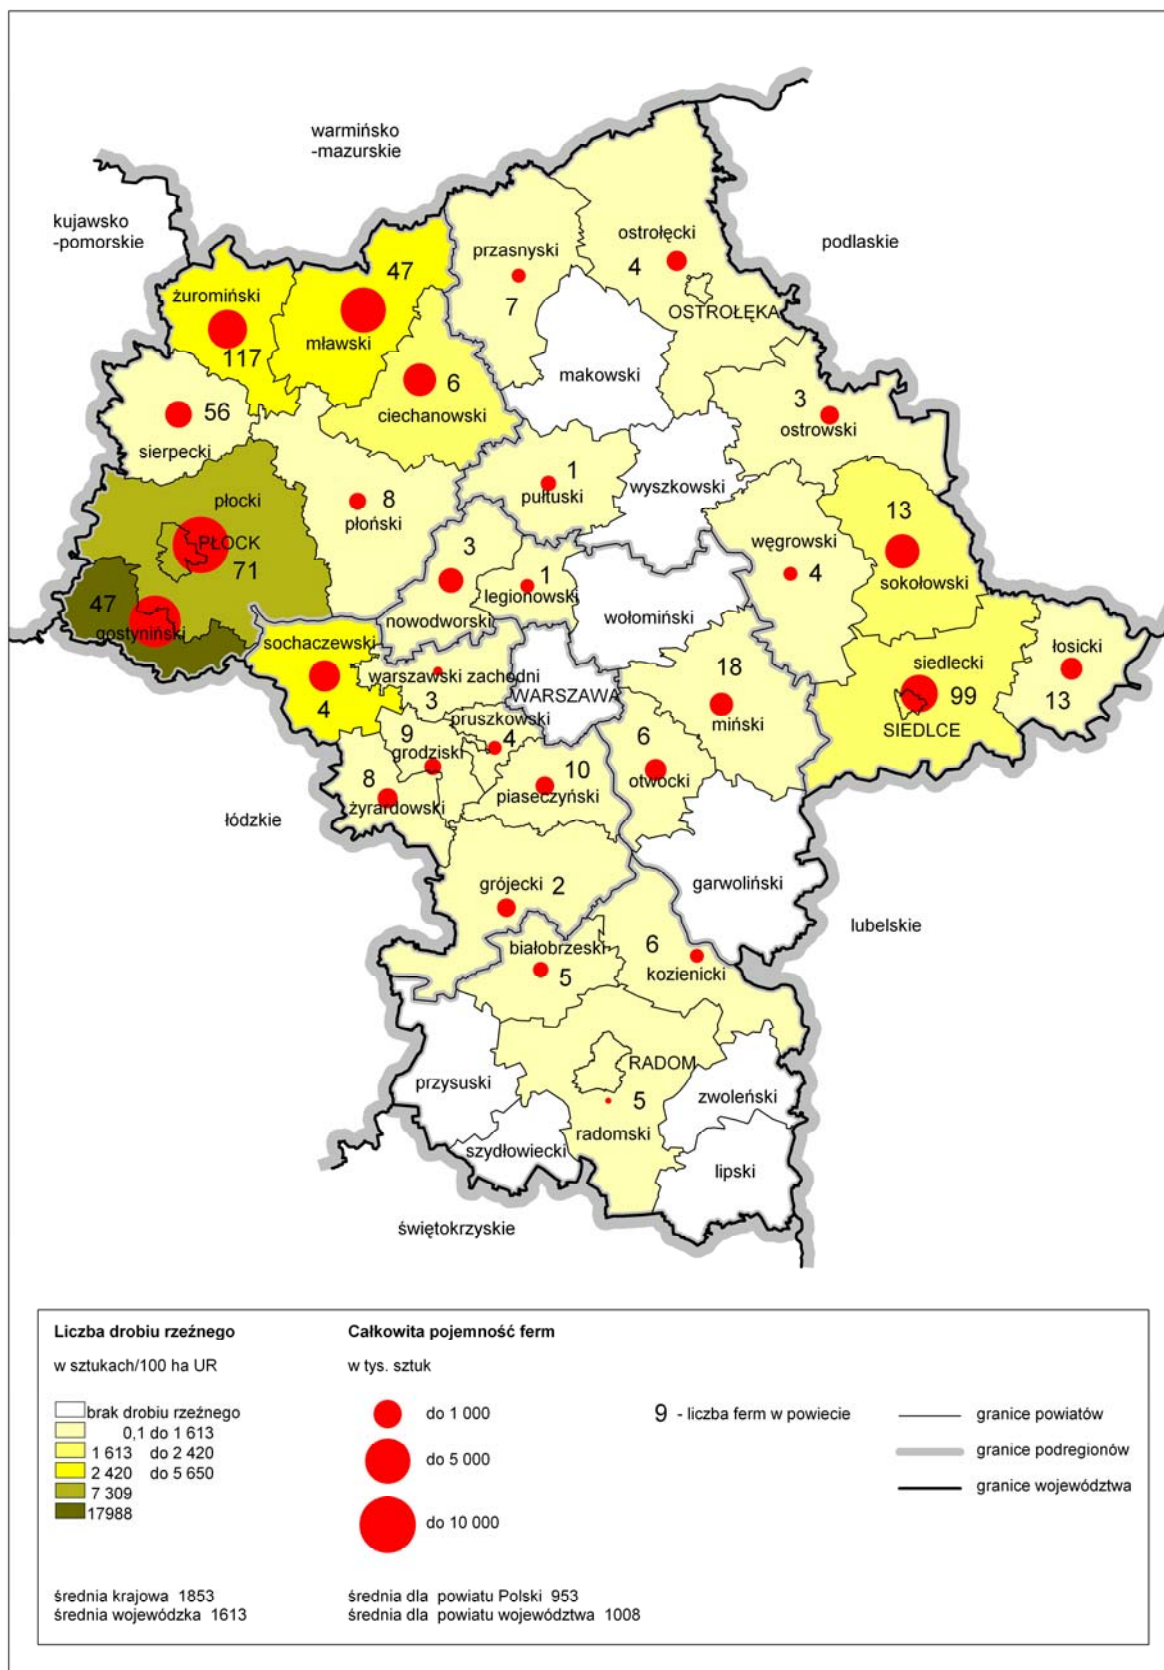 warmińsko
-mazurskie
kujawsko
-pomorskie
podlaskie
przasnyski
7
ostrołęcki
4
OSTROŁĘKA
47
mławski
żuromiński
117
makowski
6
ciechanowski
56
sierpecki
3
ostrowski
1
pułtuski
wyszkowski
8
płoński
płocki
PŁOCK
71
13
sokołowski
węgrowski
4
3
nowodworski
1
legionowski
wołomiński
47
gostyniński
sochaczewski
4
warszawski zachodni
3
WARSZAWA
18
miński
siedlecki
99
SIEDLCE
łosicki
13
pruszkowski
4
9
grodziski
8
żyrardowski
10
piaseczyński
6
otwocki
łódzkie
garwoliński
grójecki 2
lubelskie
białobrzeski
5
6
kozienicki
RADOM
5
radomski
przysuski
zwoleński
szydłowiecki
lipski
świętokrzyskie
Liczba drobiu rzeźnego
w sztukach/100 ha UR
brak drobiu rzeźnego
0,1 do 1 613
1 613 do 2 420
2 420 do 5 650
7 309
17988
średnia krajowa 1853
średnia wojewódzka 1613
Całkowita pojemność ferm
w tys. sztuk
do 1 000
do 5 000
do 10 000
średnia dla powiatu Polski 953
średnia dla powiatu województwa 1008
9 - liczba ferm w powiecie
granice powiatów
granice podregionów
granice województwa